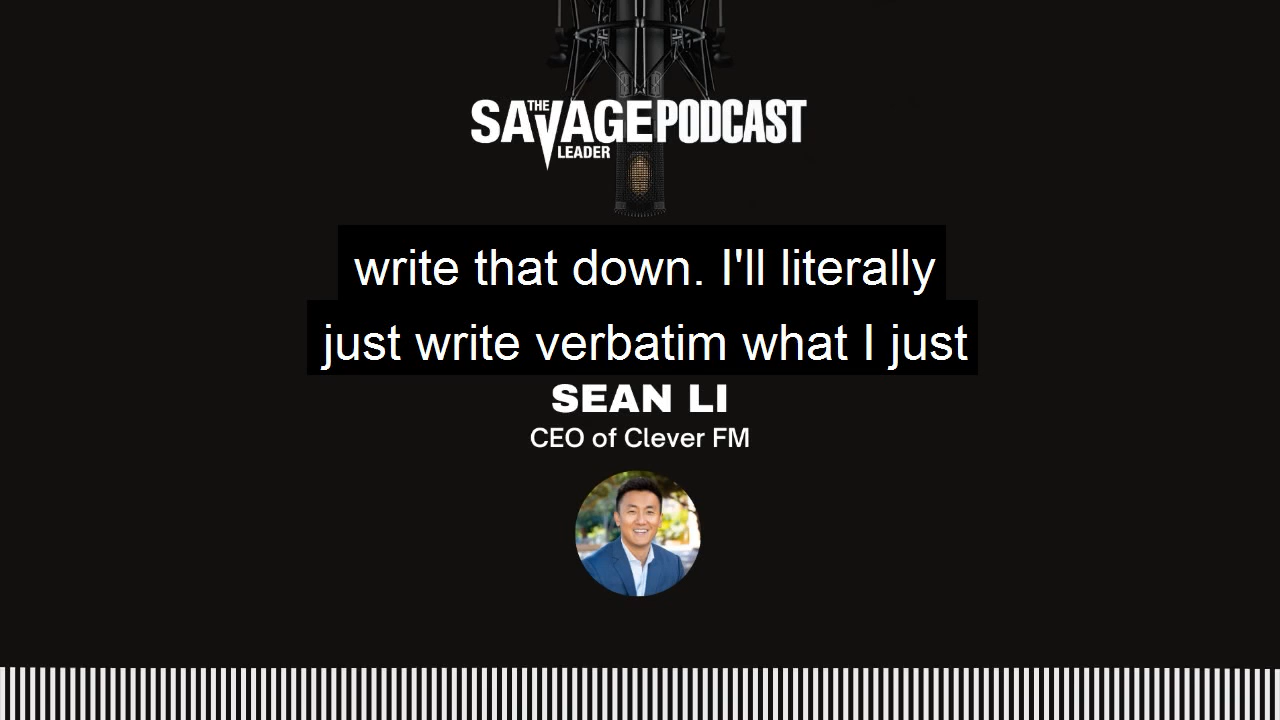 THE SAVAGE LEADER PODCAST
write that down. I'll literally
just write verbatim what I just
SEAN LI
CEO of Clever FM